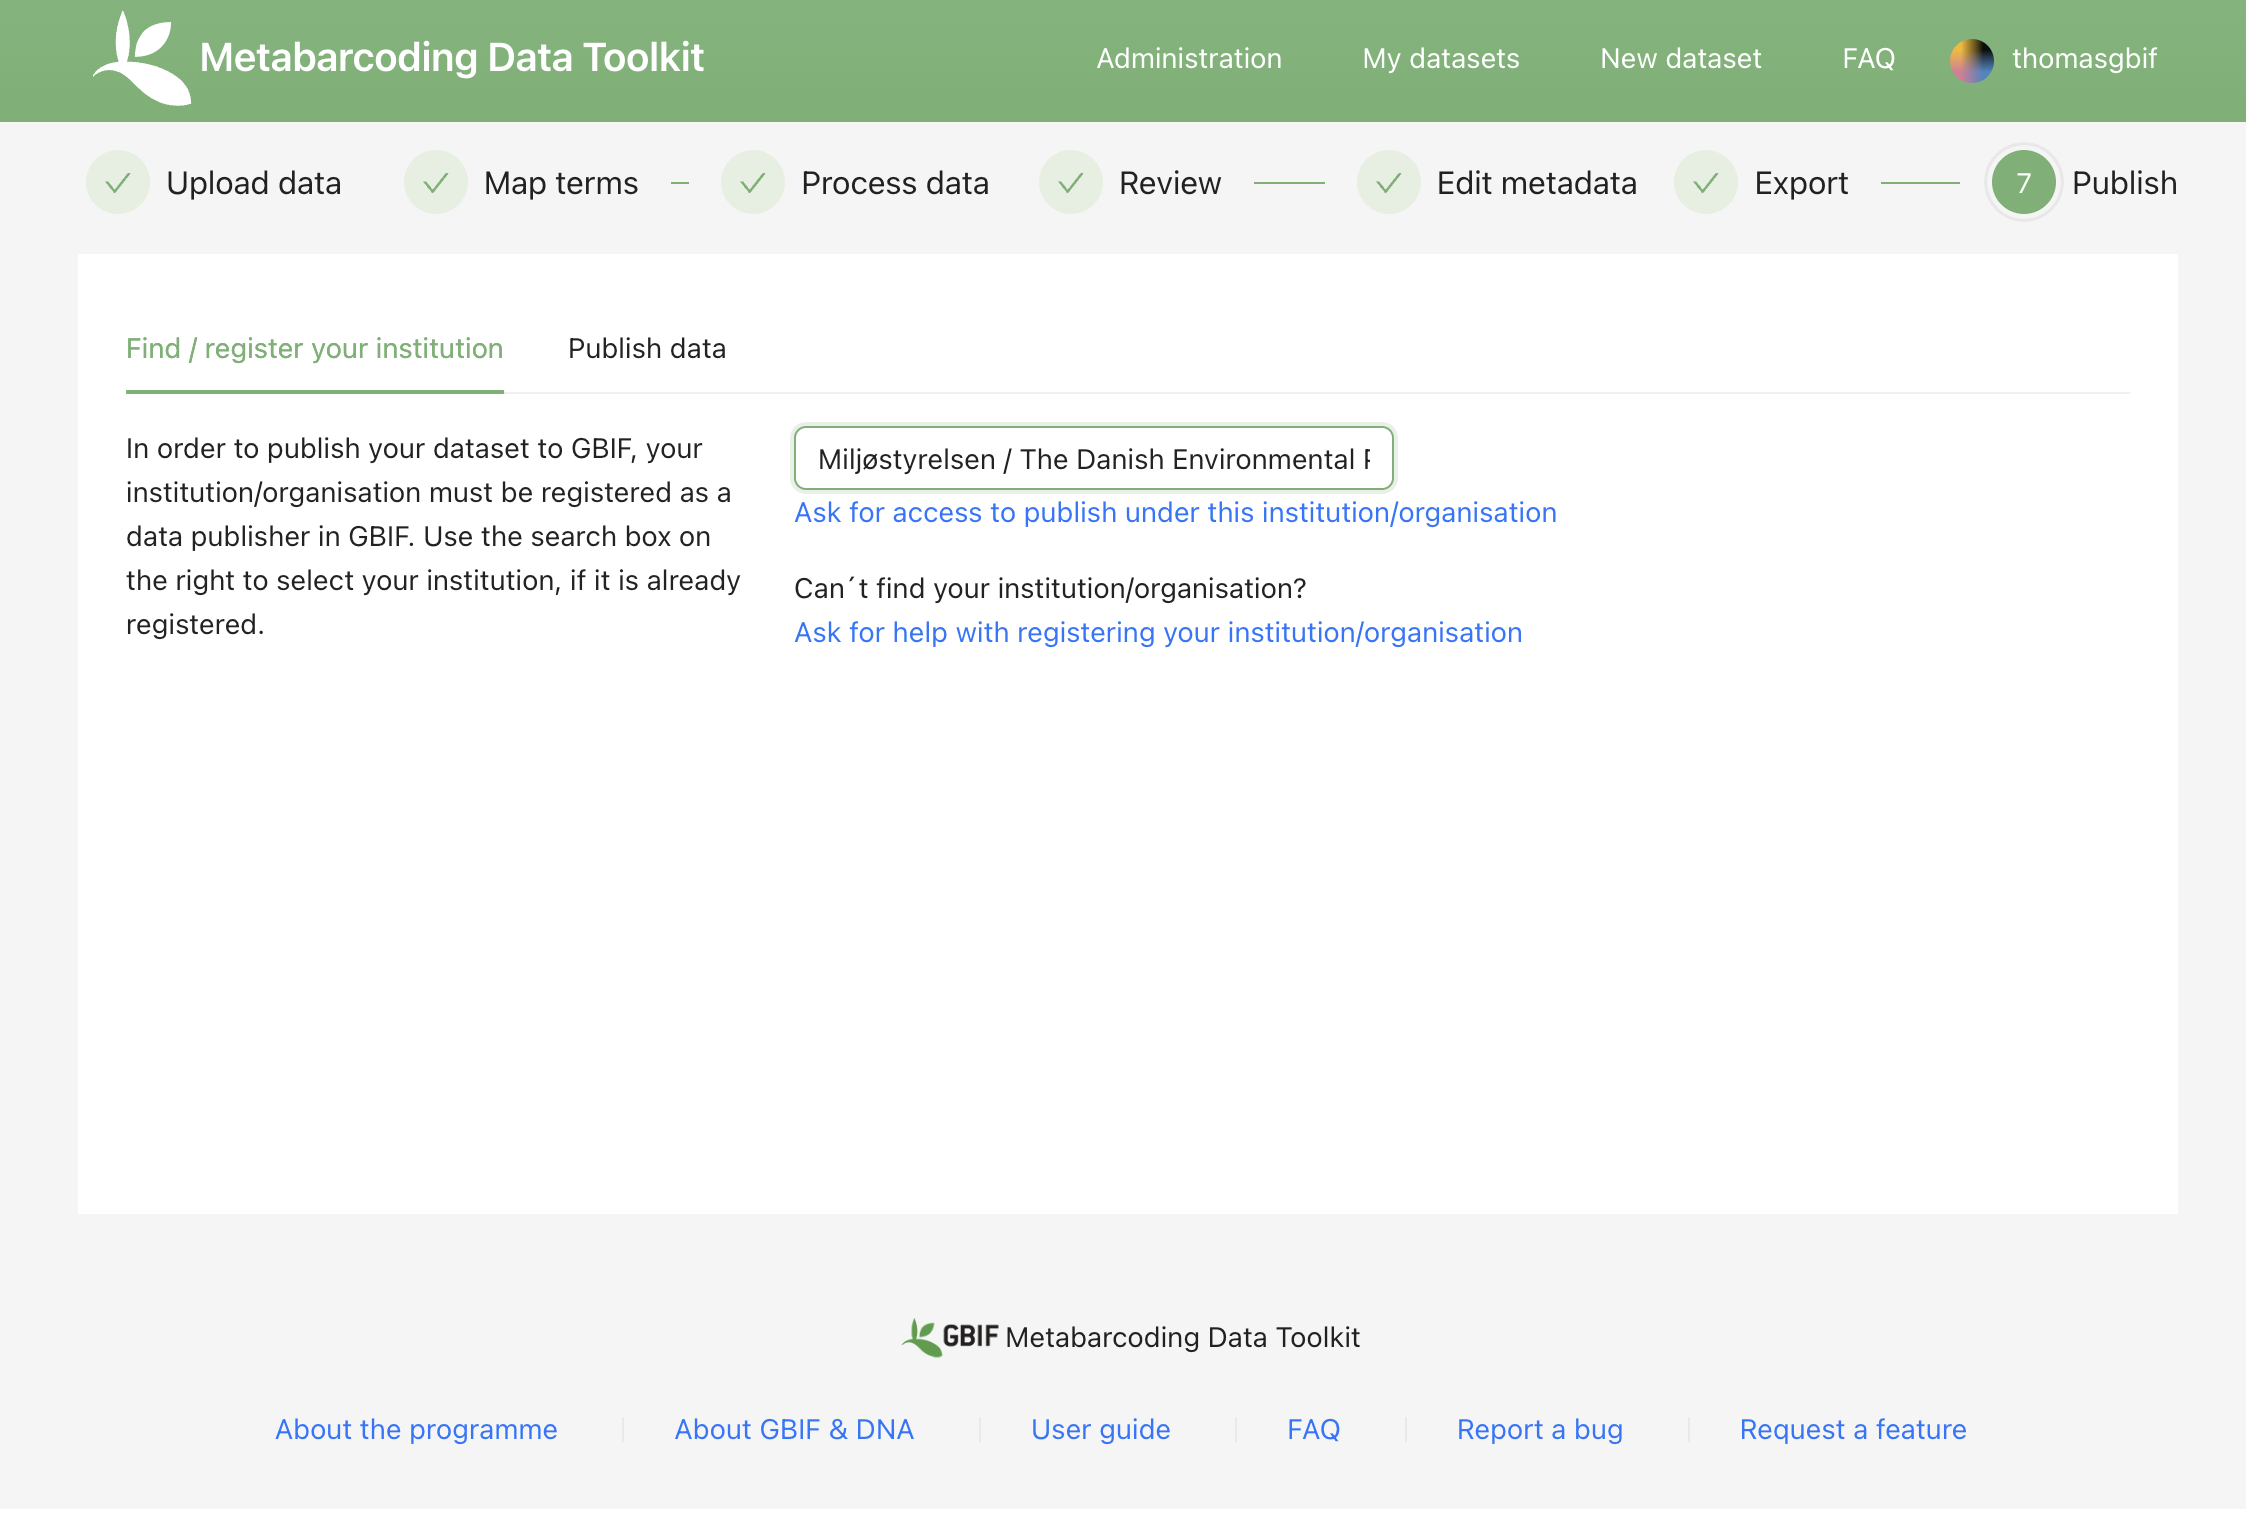 Metabarcoding Data Toolkit
Administration
My datasets
New dataset
FAQ
thomasgbif
Upload data
Map terms
Process data
Review
Edit metadata
Export
7
Publish
Find / register your institution
Publish data
In order to publish your dataset to GBIF, your
institution/organisation must be registered as a
data publisher in GBIF. Use the search box on
the right to select your institution, if it is already
registered.
Miljøstyrelsen / The Danish Environmental
Ask for access to publish under this institution/organisation
Can´t find your institution/organisation?
Ask for help with registering your institution/organisation
GBIF Metabarcoding Data Toolkit
About the programme
About GBIF & DNA
User guide
FAQ
Report a bug
Request a feature